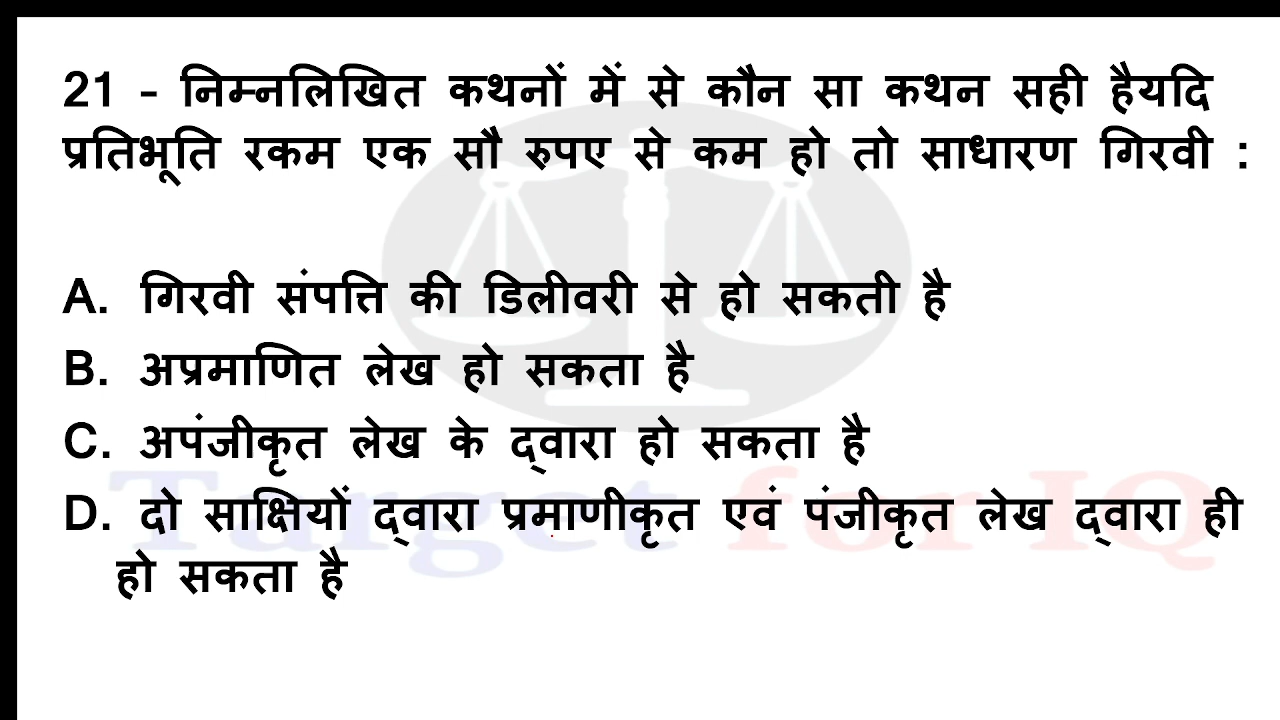 21 - निम्नलिखित कथनों में से कौन सा कथन सही हैयदि
प्रतिभूति रकम एक सौ रुपए से कम हो तो साधारण गिरवी :
A. गिरवी संपत्ति की डिलीवरी से हो सकती है
B. अप्रमाणित लेख हो सकता है
C. अपंजीकृत लेख के द्वारा हो सकता है
D. दो साक्षियों द्वारा प्रमाणीकृत एवं पंजीकृत लेख द्वारा ही
हो सकता है
Target for IQ